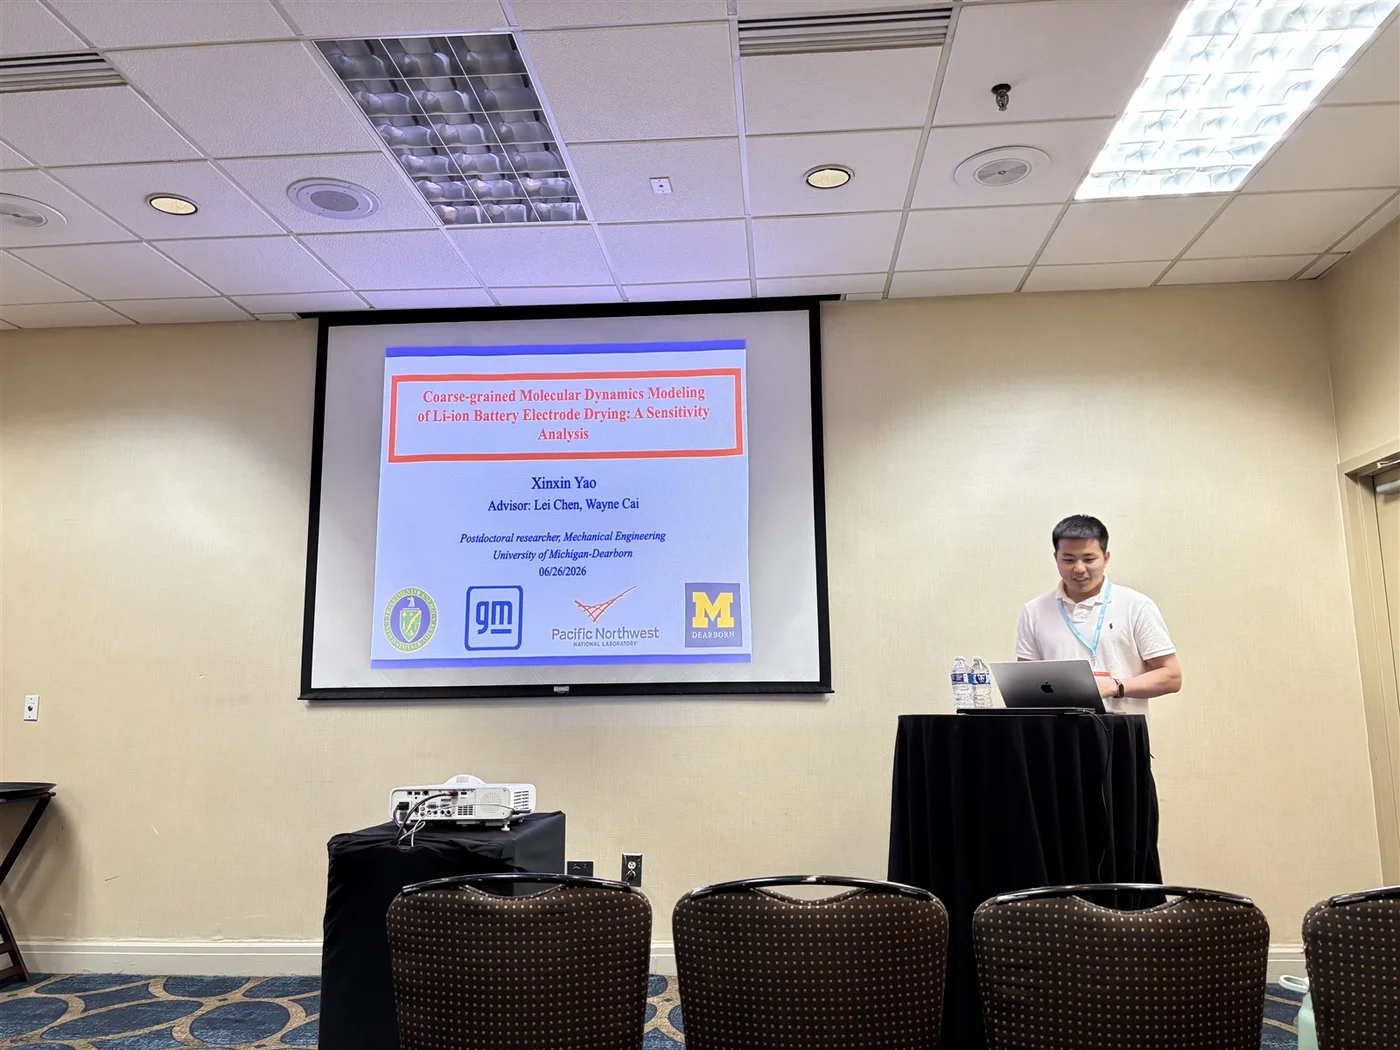 Coarse-grained Molecular Dynamics Modeling
of Li-ion Battery Electrode Drying: A Sensitivity
Analysis
Xinxin Yao
Advisor: Lei Chen, Wayne Cai
Postdoctoral researcher, Mechanical Engineering
University of Michigan-Dearborn
06/26/2026
gm
Pacific Northwest
NATIONAL LABORATORY
M
DEARBORN